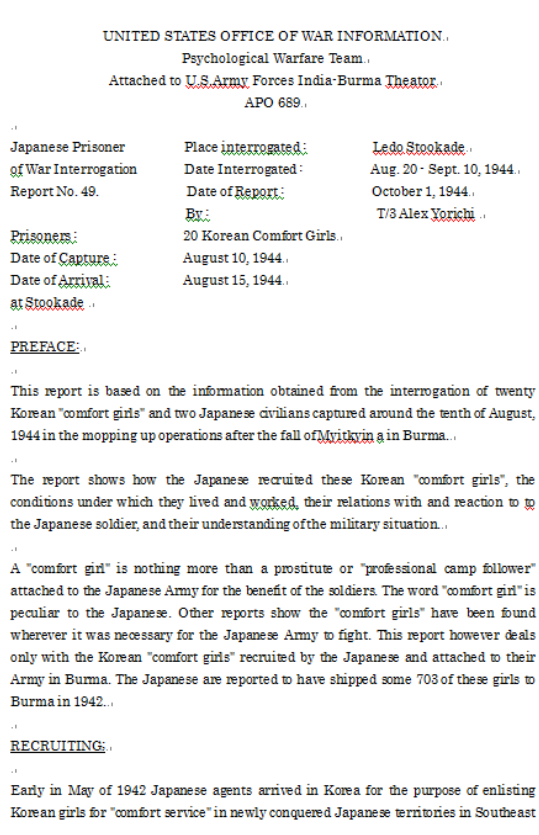 UNITED STATES OFFICE OF WAR INFORMATION.
Psychological Warfare Team.
Attached to U.S.Army Forces India-Burma Theator.
APO 689.
Japanese Prisoner Place interrogated: Ledo Stookade.
of War Interrogation Date Interrogated: Aug. 20 - Sept. 10, 1944.
Report No. 49. Date of Report: October 1, 1944.
By: T/3 Alex Yorichi .
Prisoners: 20 Korean Comfort Girls.
Date of Capture: August 10, 1944.
Date of Arrival: August 15, 1944.
at Stookade .
PREFACE:.
This report is based on the information obtained from the interrogation of twenty
Korean "comfort girls" and two Japanese civilians captured around the tenth of August,
1944 in the mopping up operations after the fall of Myitkyin a in Burma..
The report shows how the Japanese recruited these Korean "comfort girls", the
conditions under which they lived and worked, their relations with and reaction to to
the Japanese soldier, and their understanding of the military situation..
A "comfort girl" is nothing more than a prostitute or "professional camp follower"
attached to the Japanese Army for the benefit of the soldiers. The word "comfort girl" is
peculiar to the Japanese. Other reports show the "comfort girls" have been found
wherever it was necessary for the Japanese Army to fight. This report however deals
only with the Korean "comfort girls" recruited by the Japanese and attached to their
Army in Burma. The Japanese are reported to have shipped some 703 of these girls to
Burma in 1942..
RECRUITING:.
Early in May of 1942 Japanese agents arrived in Korea for the purpose of enlisting
Korean girls for "comfort service" in newly conquered Japanese territories in Southeast